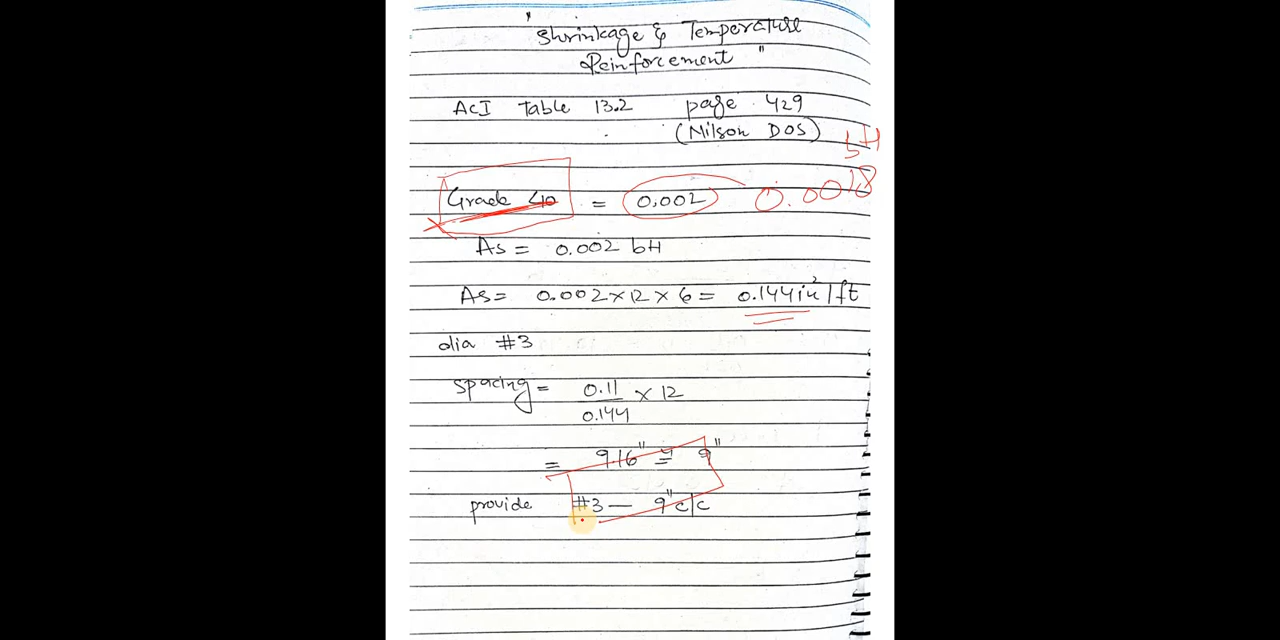 " Shrinkage & Temperature
Reinforcement "
ACI table 13.2 page 429
(Nilson DOS)
bH
Grade 40 = 0.002 0.0018
As = 0.002 bH
As = 0.002 × 12 × 6 = 0.144 in²/ft
dia #3
Spacing = 0.11/0.144 × 12
= 9.16" ≅ 9"
provide #3 — 9" c/c